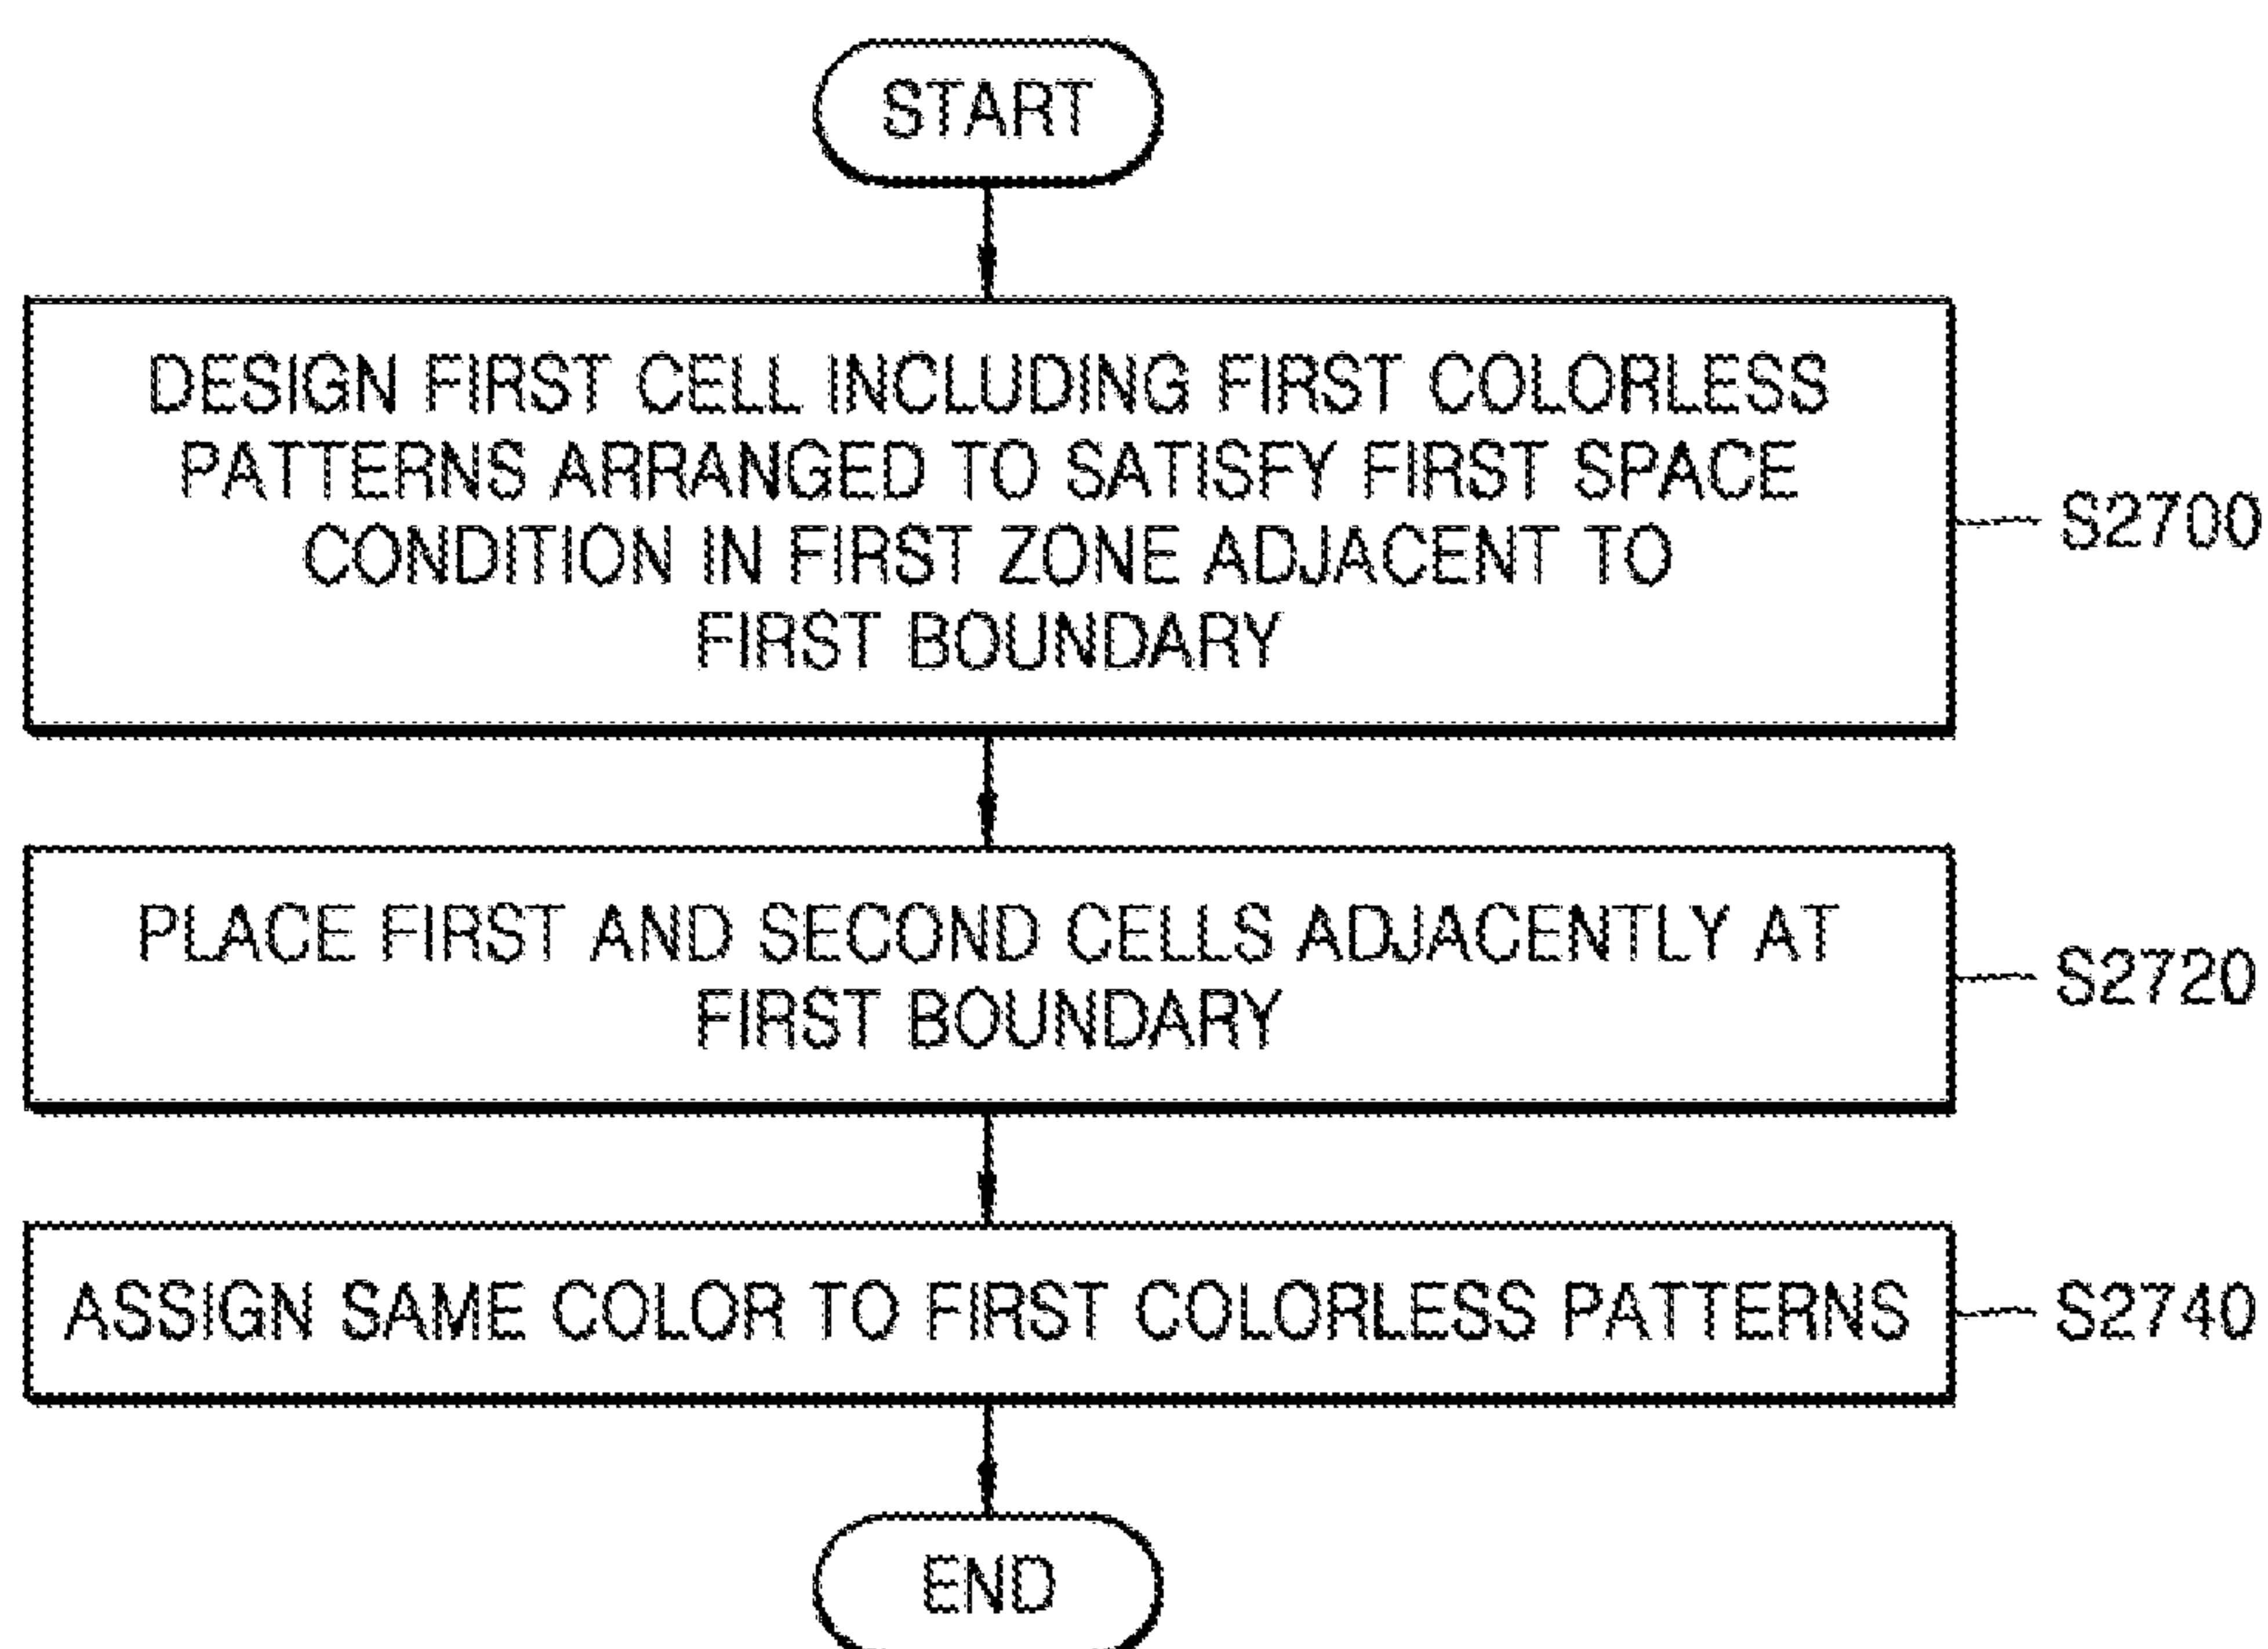 START
DESIGN FIRST CELL INCLUDING FIRST COLORLESS
PATTERNS ARRANGED TO SATISFY FIRST SPACE
CONDITION IN FIRST ZONE ADJACENT TO
FIRST BOUNDARY
S2700
PLACE FIRST AND SECOND CELLS ADJACENTLY AT
FIRST BOUNDARY
S2720
ASSIGN SAME COLOR TO FIRST COLORLESS PATTERNS
S2740
END